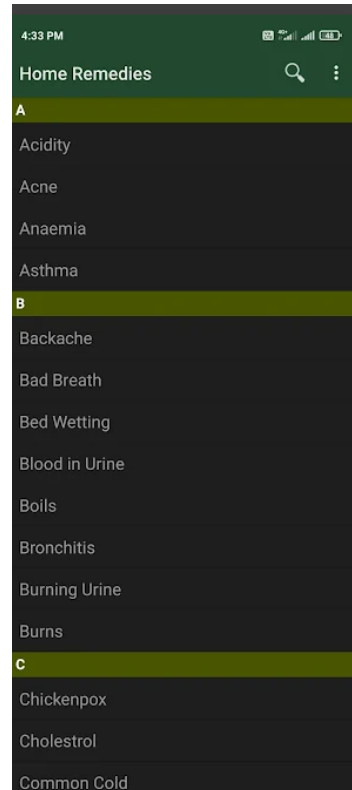 4:33 PM 48
Home Remedies
A
Acidity
Acne
Anaemia
Asthma
B
Backache
Bad Breath
Bed Wetting
Blood in Urine
Boils
Bronchitis
Burning Urine
Burns
C
Chickenpox
Cholestrol
Common Cold